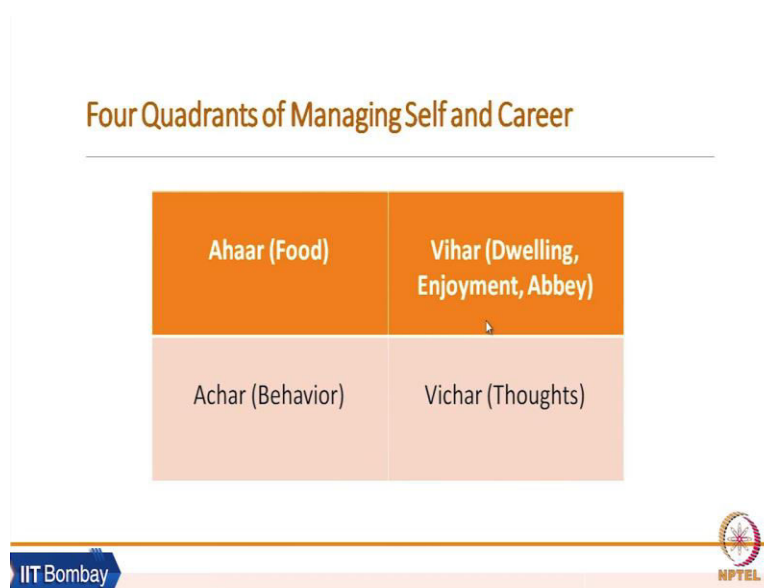 Four Quadrants of Managing Self and Career
Ahaar (Food)
Vihar (Dwelling,
Enjoyment, Abbey)
Achar (Behavior)
Vichar (Thoughts)
IIT Bombay
NPTEL